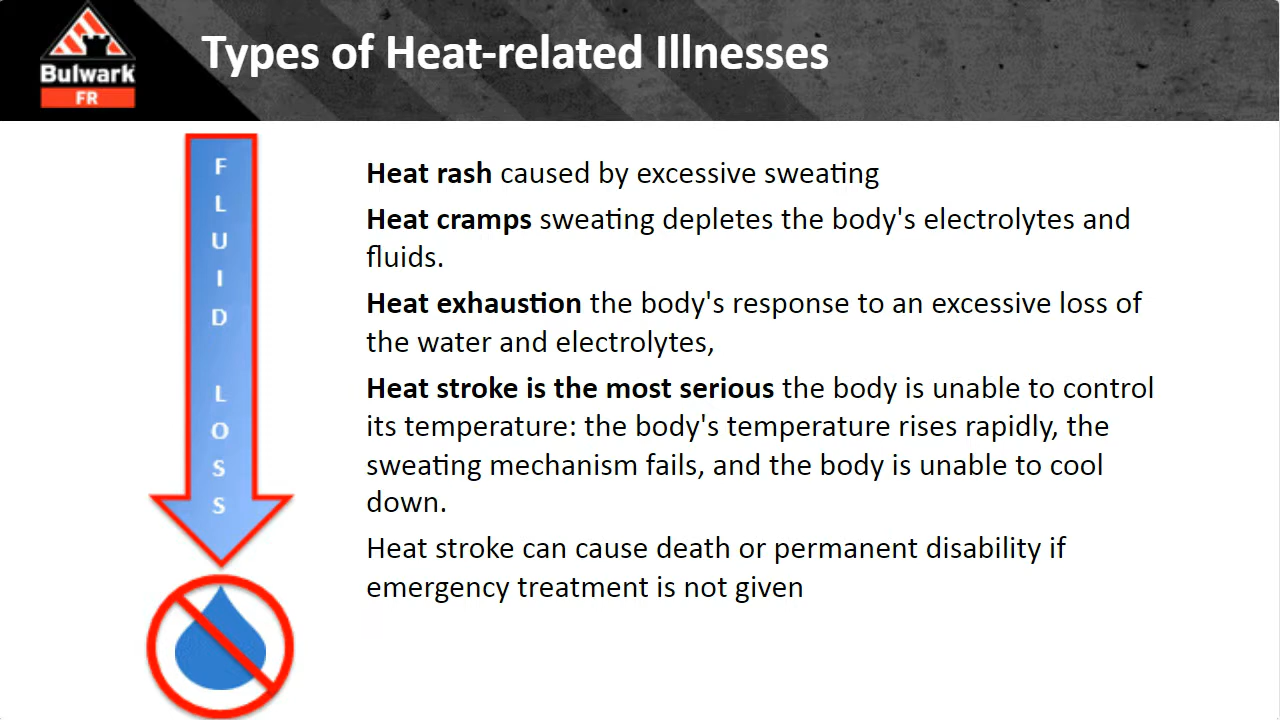 Bulwark
FR
Types of Heat-related Illnesses
FLUID LOSS
Heat rash caused by excessive sweating
Heat cramps sweating depletes the body's electrolytes and
fluids.
Heat exhaustion the body's response to an excessive loss of
the water and electrolytes,
Heat stroke is the most serious the body is unable to control
its temperature: the body's temperature rises rapidly, the
sweating mechanism fails, and the body is unable to cool
down.
Heat stroke can cause death or permanent disability if
emergency treatment is not given